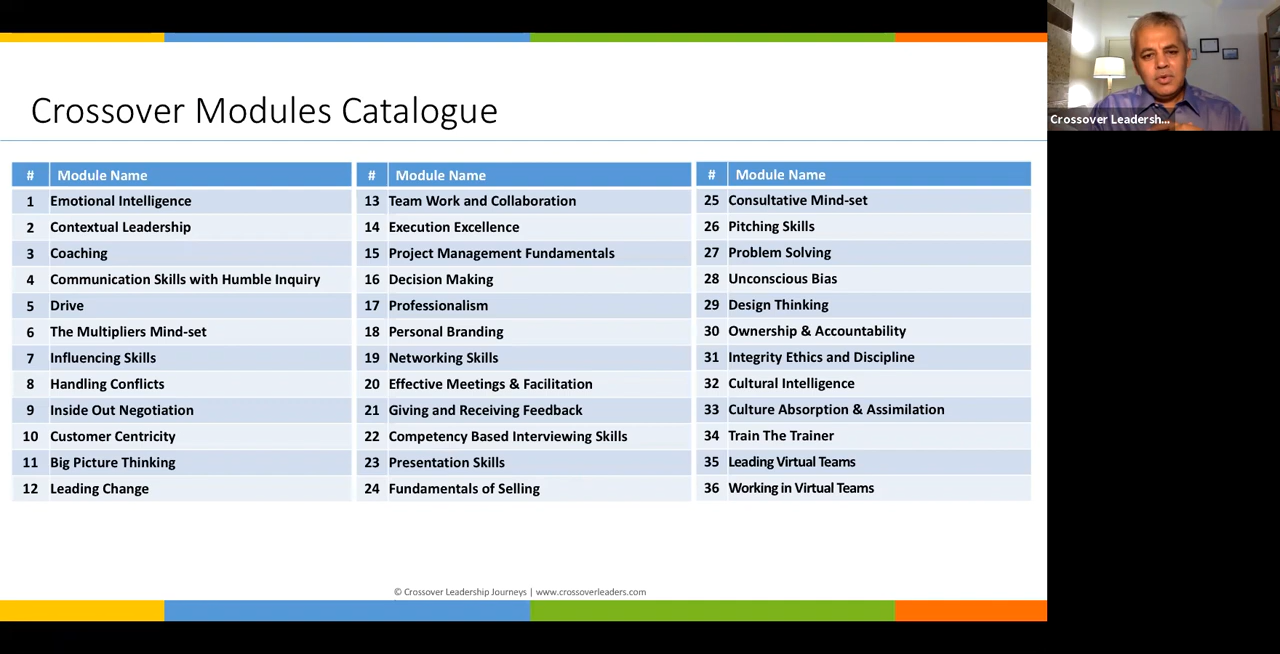 Crossover Modules Catalogue
# Module Name
1 Emotional Intelligence
2 Contextual Leadership
3 Coaching
4 Communication Skills with Humble Inquiry
5 Drive
6 The Multipliers Mind-set
7 Influencing Skills
8 Handling Conflicts
9 Inside Out Negotiation
10 Customer Centricity
11 Big Picture Thinking
12 Leading Change
# Module Name
13 Team Work and Collaboration
14 Execution Excellence
15 Project Management Fundamentals
16 Decision Making
17 Professionalism
18 Personal Branding
19 Networking Skills
20 Effective Meetings & Facilitation
21 Giving and Receiving Feedback
22 Competency Based Interviewing Skills
23 Presentation Skills
24 Fundamentals of Selling
# Module Name
25 Consultative Mind-set
26 Pitching Skills
27 Problem Solving
28 Unconscious Bias
29 Design Thinking
30 Ownership & Accountability
31 Integrity Ethics and Discipline
32 Cultural Intelligence
33 Culture Absorption & Assimilation
34 Train The Trainer
35 Leading Virtual Teams
36 Working in Virtual Teams
© Crossover Leadership Journeys | www.crossoverleaders.com
Crossover Leadersh...